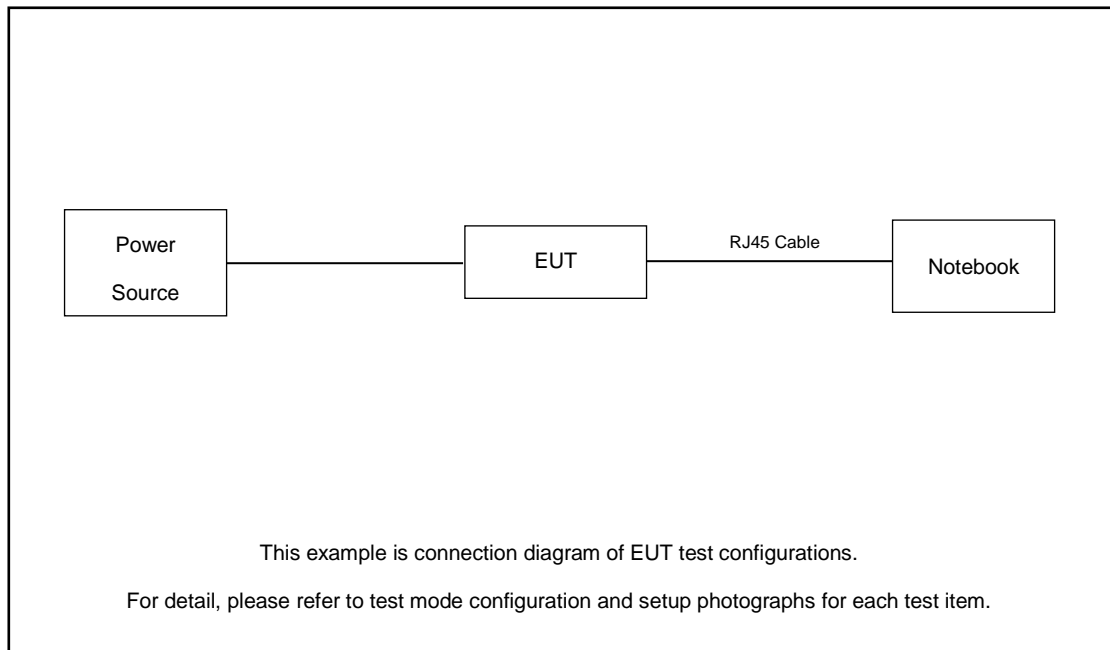 Power
Source
EUT
RJ45 Cable
Notebook
This example is connection diagram of EUT test configurations.
For detail, please refer to test mode configuration and setup photographs for each test item.